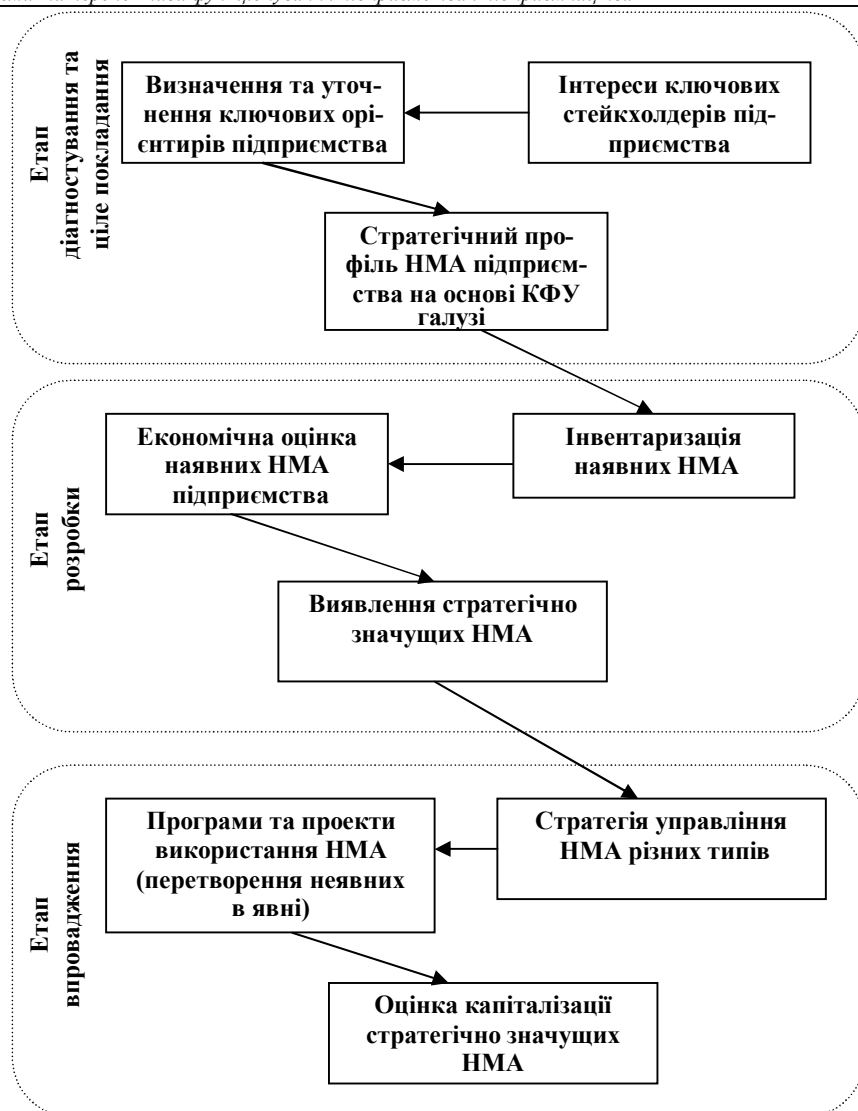 Етап
діагностування та
ціле покладання
Визначення та уточ-
нення ключових орі-
єнтирів підприємства
Інтереси ключових
стейкхолдерів під-
приємства
Стратегічний про-
філь НМА підприєм-
ства на основі КФУ
галузі
Етап
розробки
Економічна оцінка
наявних НМА
підприємства
Інвентаризація
наявних НМА
Виявлення стратегічно
значущих НМА
Етап
впровадження
Програми та проекти
використання НМА
(перетворення неявних
в явні)
Стратегія управління
НМА різних типів
Оцінка капіталізації
стратегічно значущих
НМА